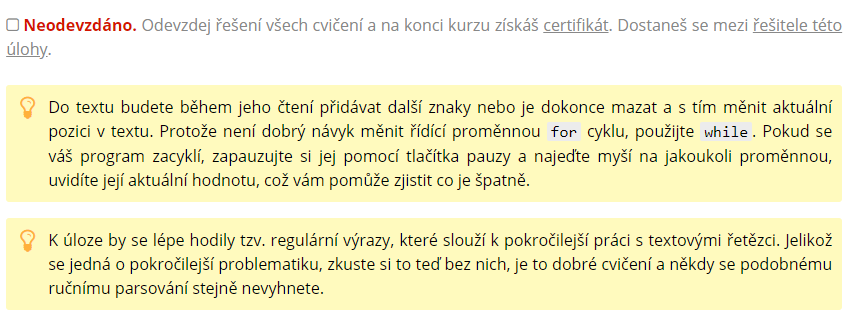 Neodevzdáno. Odevzdej řešení všech cvičení a na konci kurzu získáš certifikát. Dostaneš se mezi řešitele této
úlohy.
Do textu budete během jeho čtení přidávat další znaky nebo je dokonce mazat a s tím měnit aktuální
pozici v textu. Protože není dobrý návyk měnit řídící proměnnou for cyklu, použijte while. Pokud se
váš program zacyklí, zapauzujte si jej pomocí tlačítka pauzy a najeďte myší na jakoukoli proměnnou,
uvidíte její aktuální hodnotu, což vám pomůže zjistit co je špatně.
K úloze by se lépe hodily tzv. regulární výrazy, které slouží k pokročilejší práci s textovými řetězci. Jelikož
se jedná o pokročilejší problematiku, zkuste si to teď bez nich, je to dobré cvičení a někdy se podobnému
ručnímu parsování stejně nevyhnete.